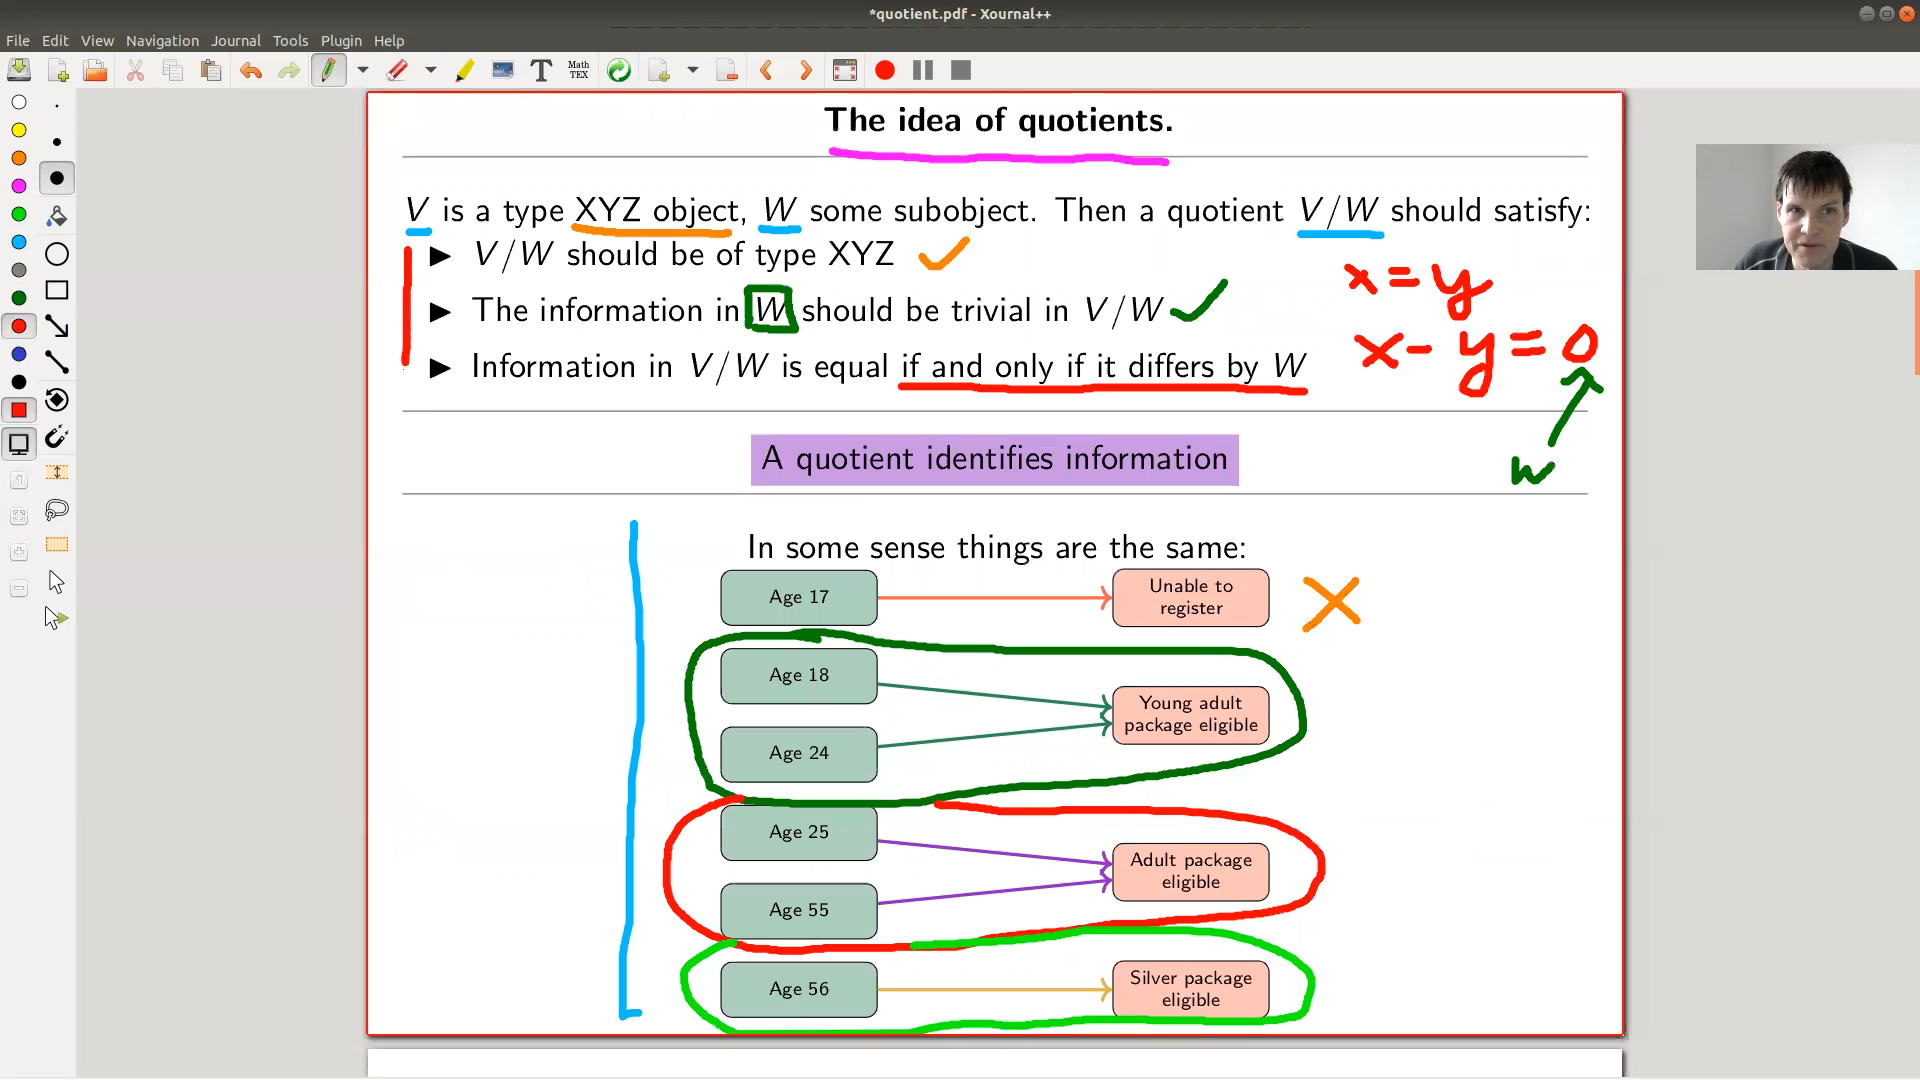 *quotient.pdf - Xournal++
File Edit View Navigation Journal Tools Plugin Help
T Math TEX
The idea of quotients.
V is a type XYZ object, W some subobject. Then a quotient V/W should satisfy:
▶ V/W should be of type XYZ
x = y
▶ The information in W should be trivial in V/W
x - y = 0
▶ Information in V/W is equal if and only if it differs by W
W
A quotient identifies information
In some sense things are the same:
Age 17
Unable to
register
Age 18
Young adult
package eligible
Age 24
Age 25
Adult package
eligible
Age 55
Age 56
Silver package
eligible